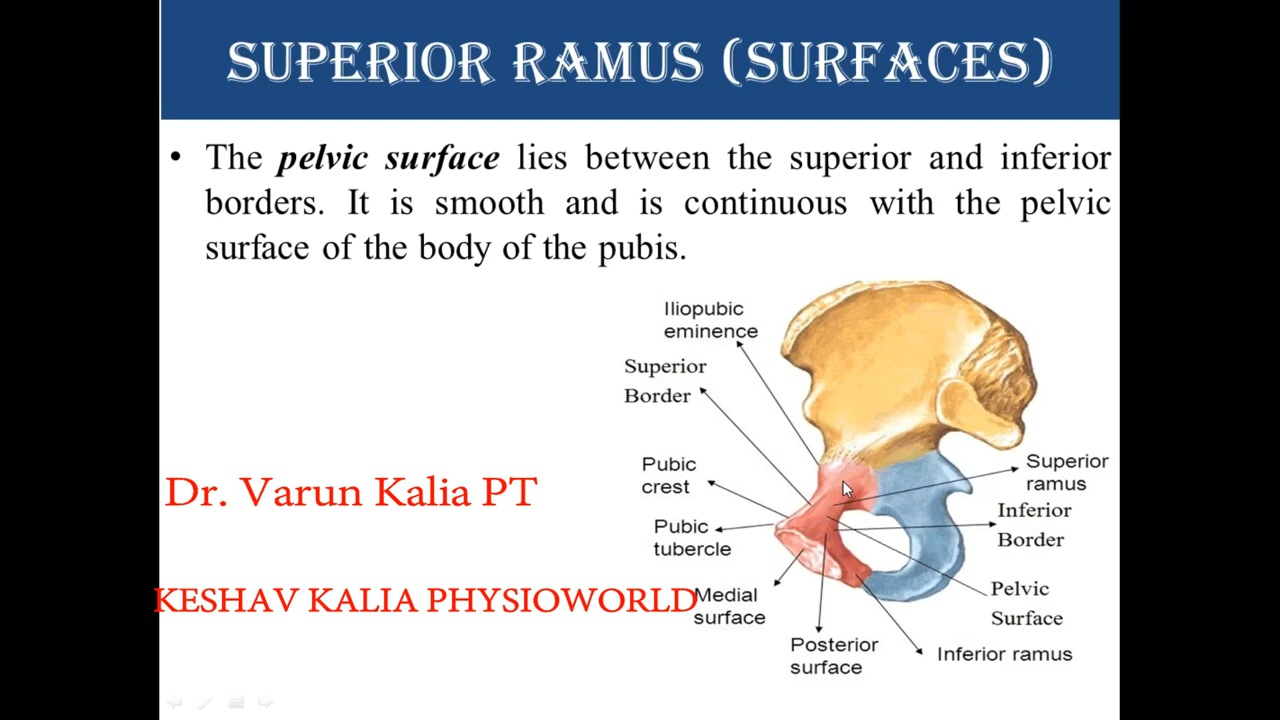 SUPERIOR RAMUS (SURFACES)
• The pelvic surface lies between the superior and inferior
borders. It is smooth and is continuous with the pelvic
surface of the body of the pubis.
Iliopubic
eminence
Superior
Border
Pubic
crest
Superior
ramus
Dr. Varun Kalia PT
Inferior
Border
Pubic
tubercle
KESHAV KALIA PHYSIOWORLD
Medial
surface
Pelvic
Surface
Posterior
surface
Inferior ramus